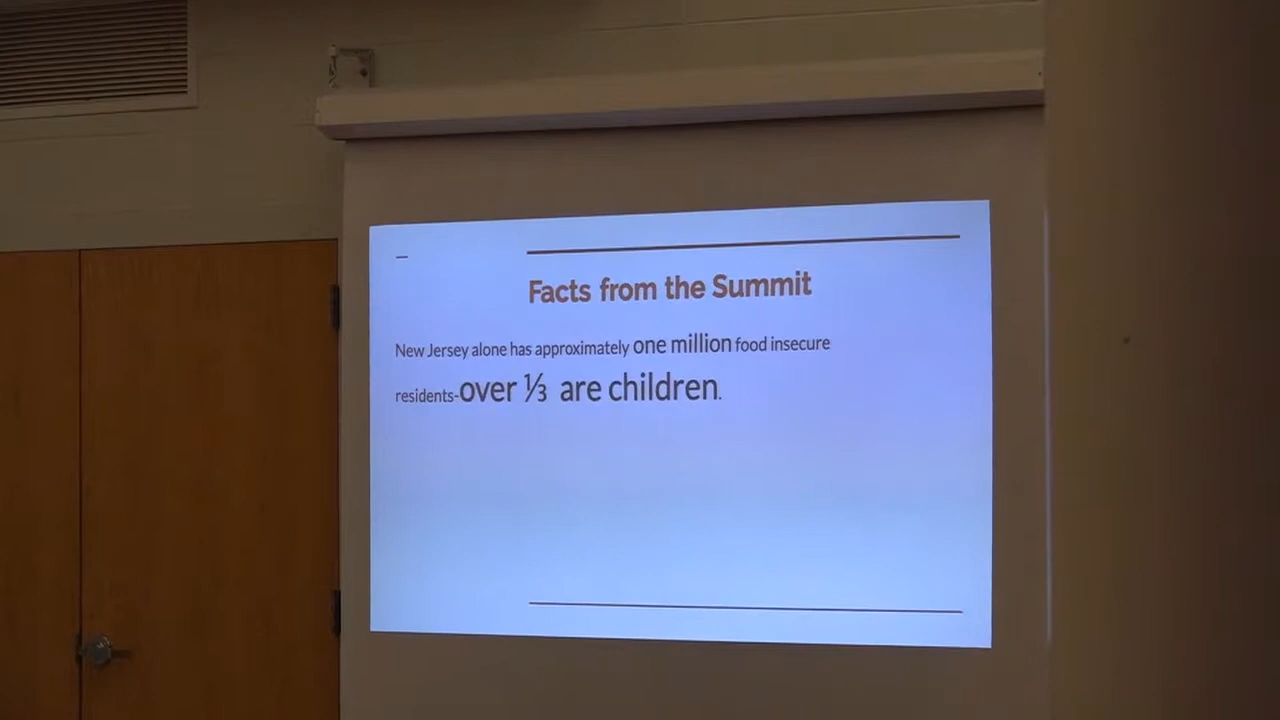 Facts from the Summit
New Jersey alone has approximately one million food insecure
residents-over ⅓ are children.